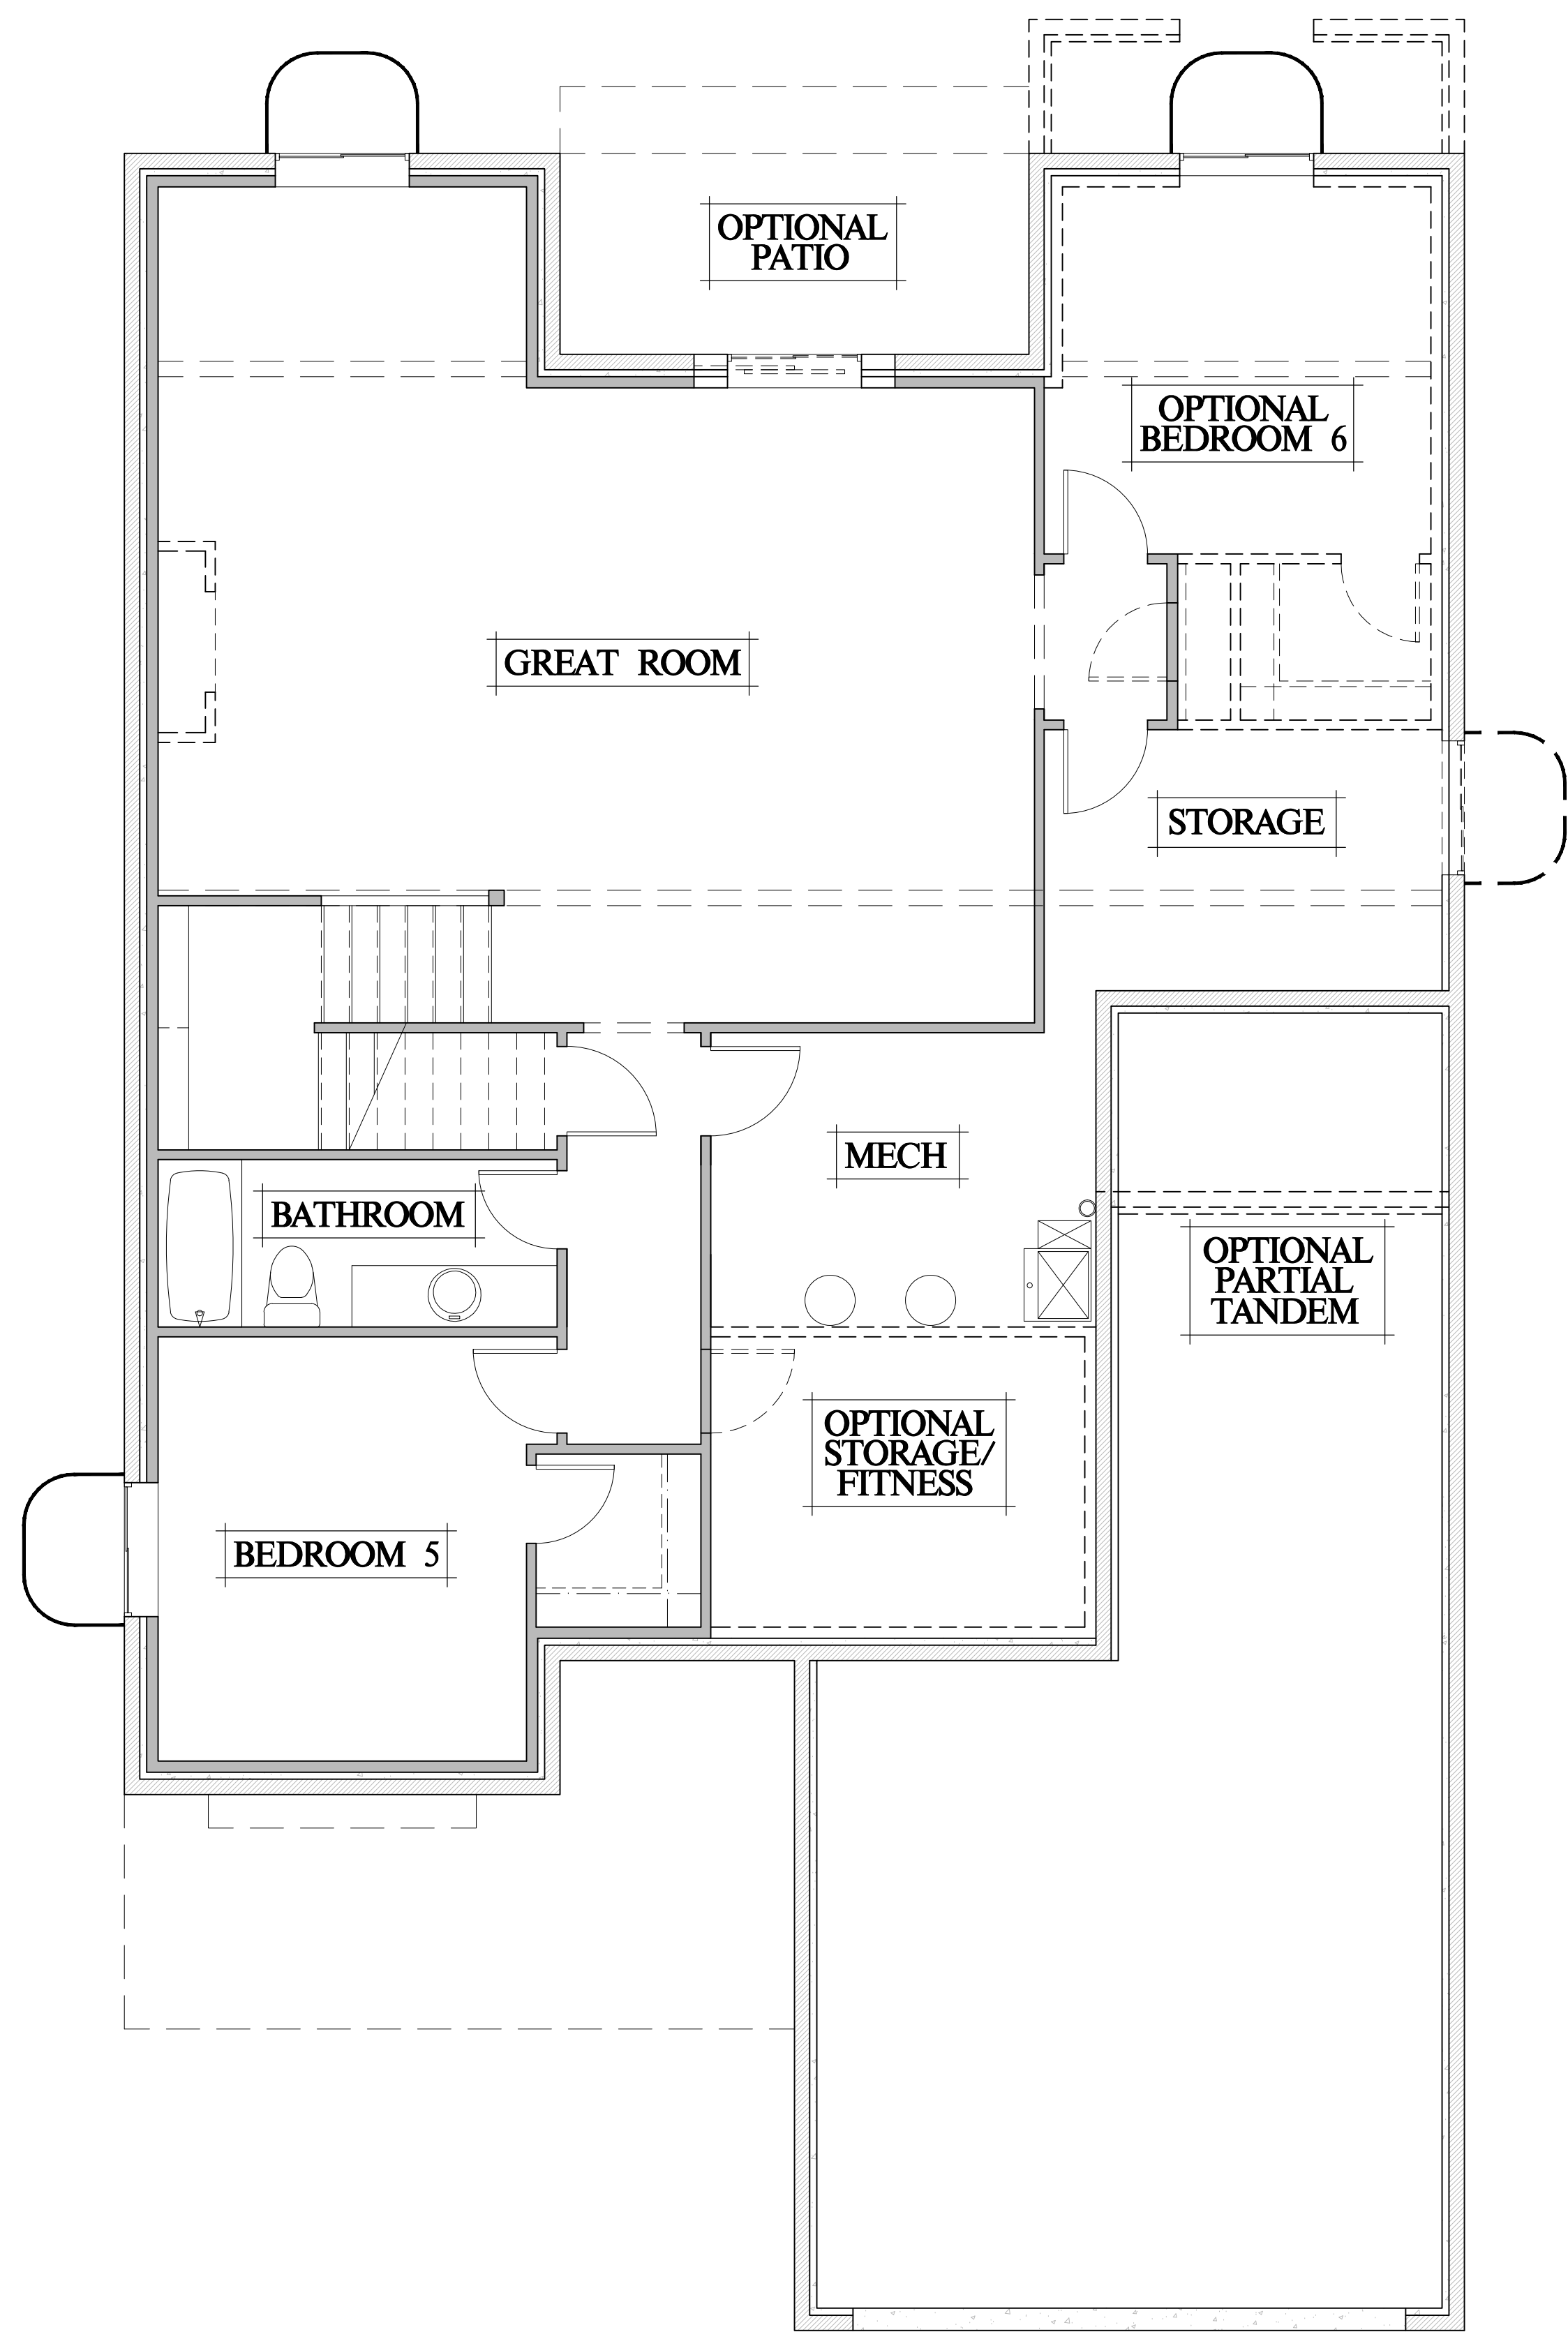 OPTIONAL
PATIO
OPTIONAL
BEDROOM 6
GREAT ROOM
STORAGE
MECH
BATHROOM
OPTIONAL
PARTIAL
TANDEM
OPTIONAL
STORAGE/
FITNESS
BEDROOM 5